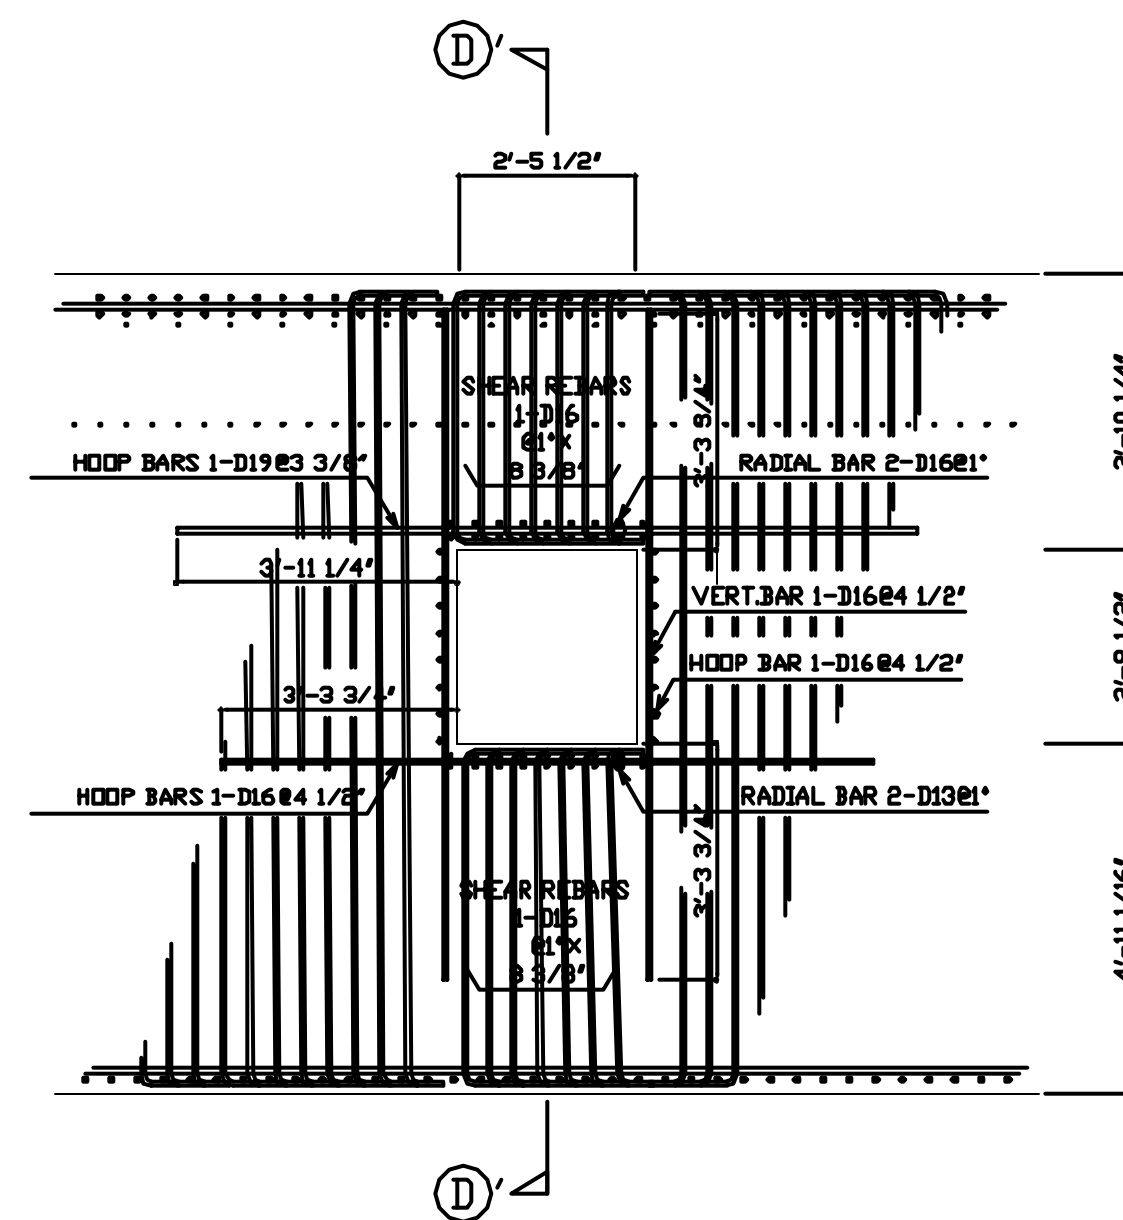 D'
2'-5 1/2"
SHEAR REBARS
1-D16
@1°X
8 3/8"
HOOP BARS 1-D19@3 3/8"
RADIAL BAR 2-D16@1°
3'-11 1/4"
VERT.BAR 1-D16@4 1/2"
HOOP BAR 1-D16@4 1/2"
3'-3 3/4"
HOOP BARS 1-D16@4 1/2"
RADIAL BAR 2-D13@1°
3'-3 3/4"
SHEAR REBARS
1-D16
@1°X
8 3/8"
4'-11 1/16"
D'